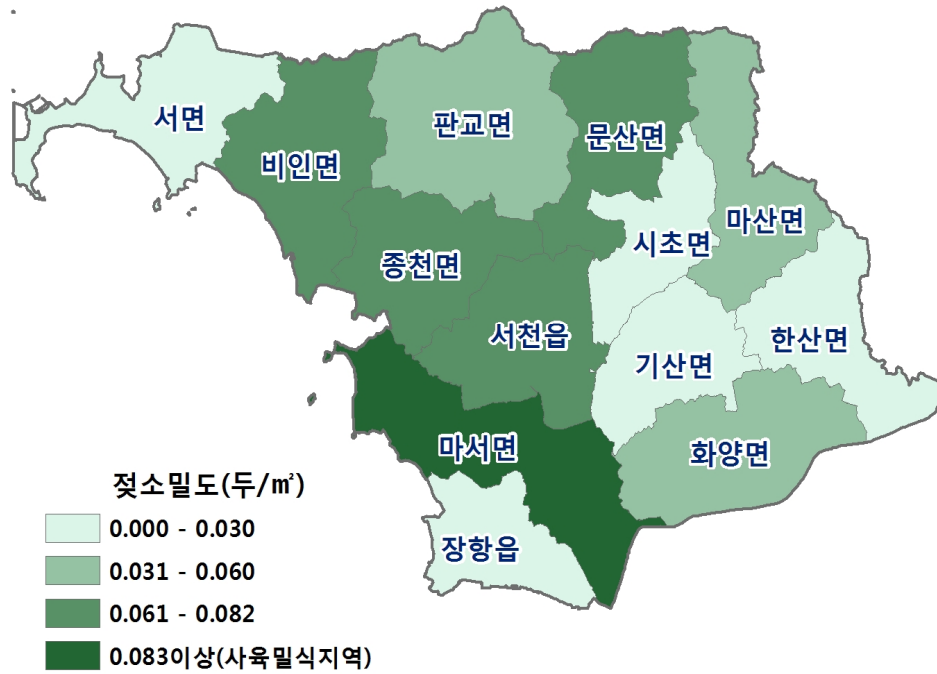 서면
판교면
문산면
비인면
마산면
시초면
종천면
서천읍
한산면
기산면
마서면
화양면
장항읍
젖소밀도(두/㎡)
0.000 - 0.030
0.031 - 0.060
0.061 - 0.082
0.083이상(사육밀식지역)